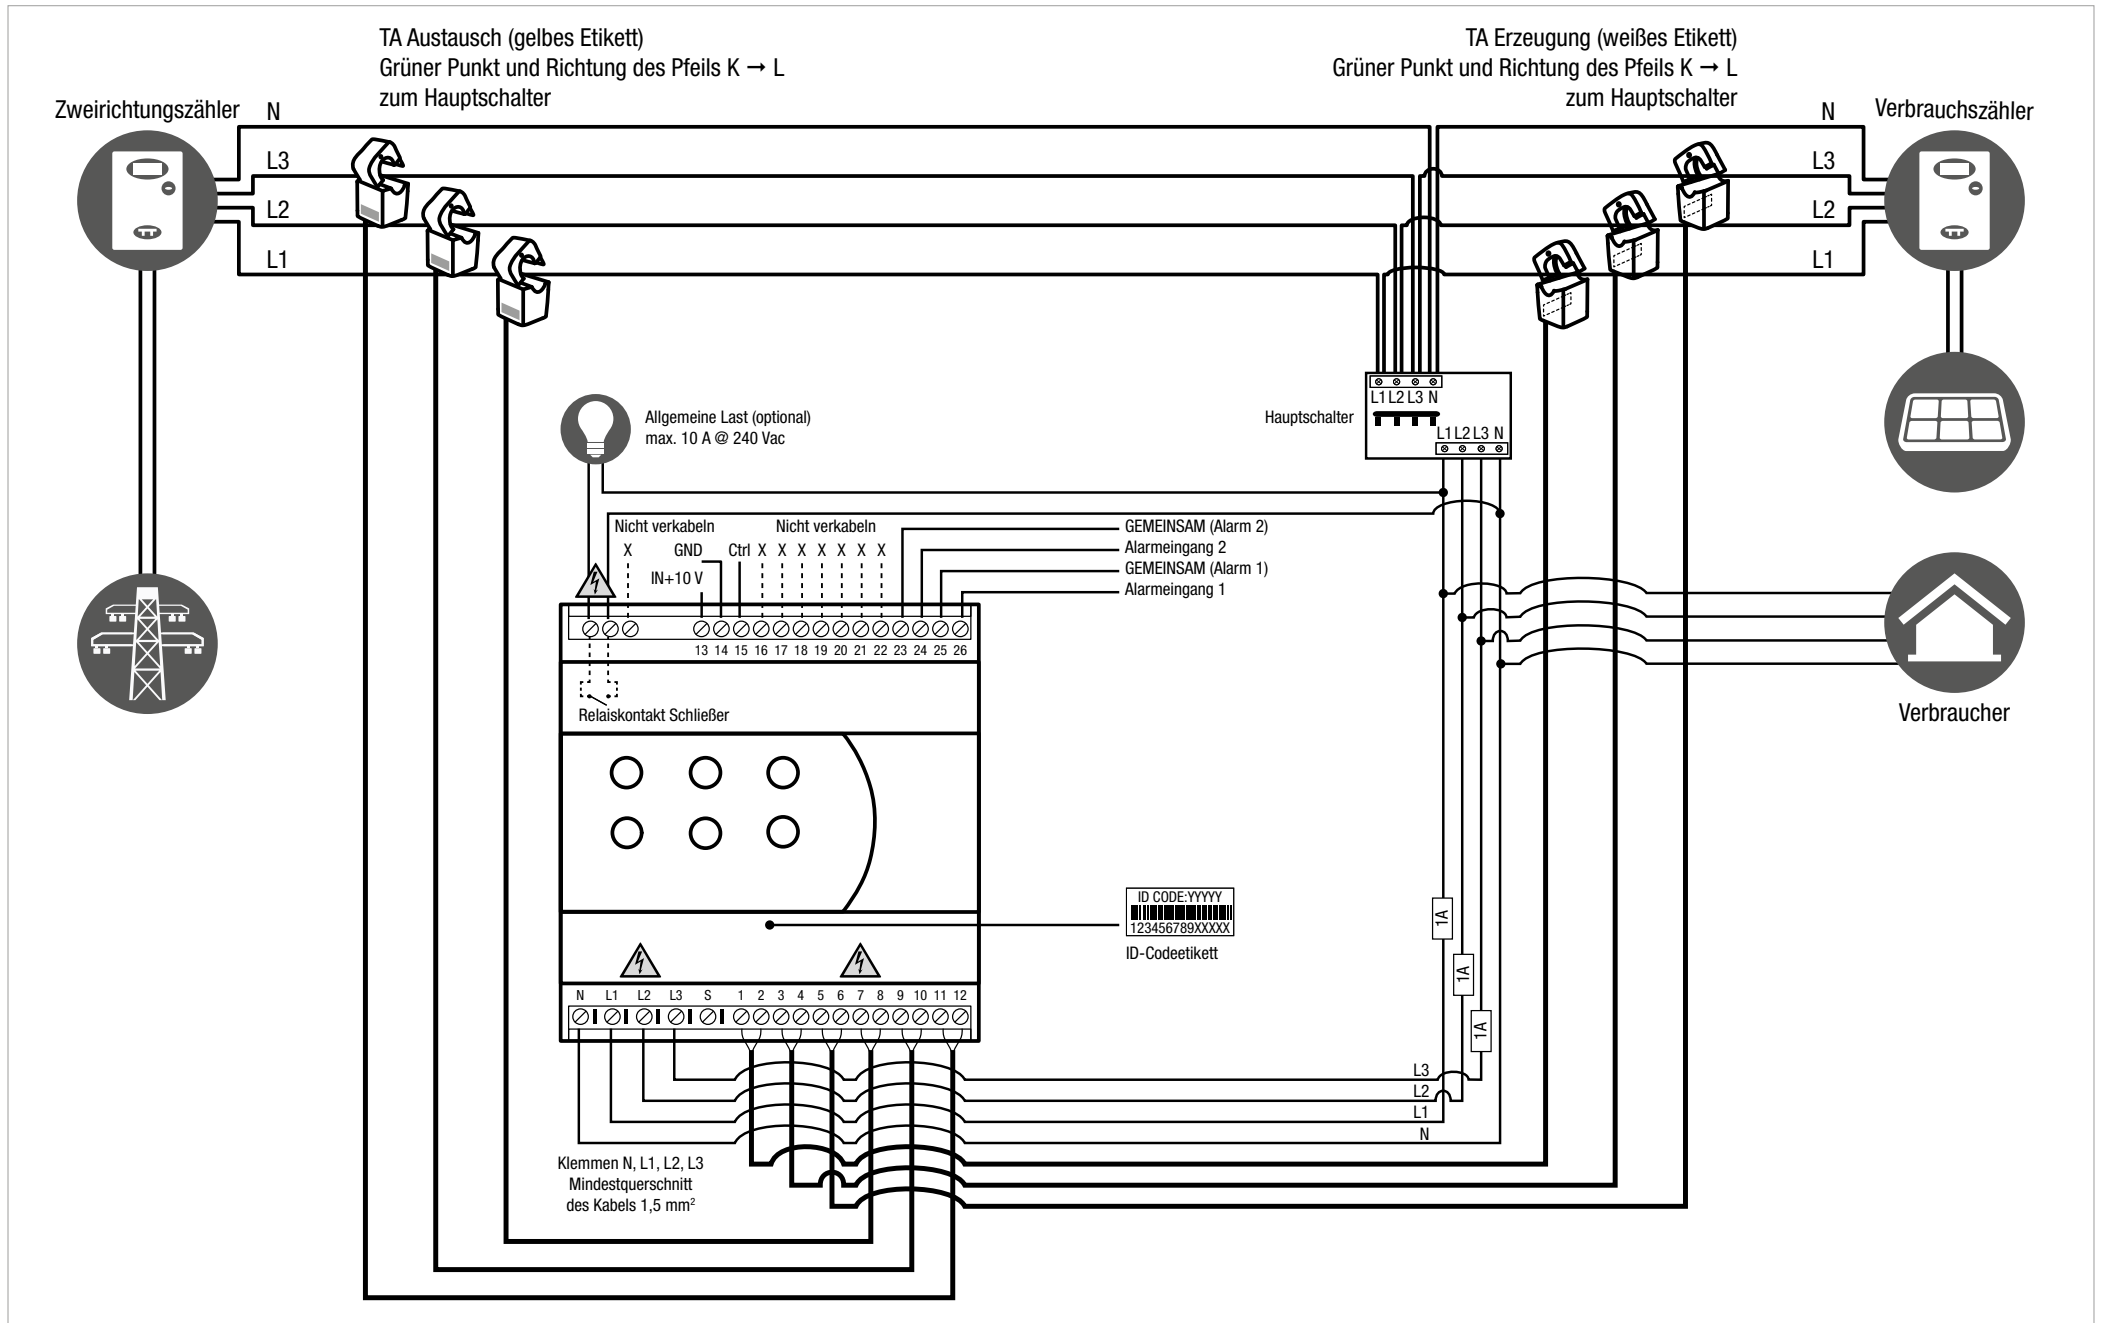 TA Austausch (gelbes Etikett)
Grüner Punkt und Richtung des Pfeils K → L
zum Hauptschalter
TA Erzeugung (weißes Etikett)
Grüner Punkt und Richtung des Pfeils K → L
zum Hauptschalter
Zweirichtungszähler
N
L3
L2
L1
N
L3
L2
L1
Verbrauchszähler
Allgemeine Last (optional)
max. 10 A @ 240 Vac
Hauptschalter
L1 L2 L3 N
L1 L2 L3 N
Nicht verkabeln
Nicht verkabeln
X GND Ctrl X X X X X X X
IN+10 V
GEMEINSAM (Alarm 2)
Alarmeingang 2
GEMEINSAM (Alarm 1)
Alarmeingang 1
13 14 15 16 17 18 19 20 21 22 23 24 25 26
Relaiskontakt Schließer
Verbraucher
ID CODE:YYYYY
123456789XXXXX
ID-Codeetikett
1A
1A
1A
N L1 L2 L3 S 1 2 3 4 5 6 7 8 9 10 11 12
L3
L2
L1
N
Klemmen N, L1, L2, L3
Mindestquerschnitt
des Kabels 1,5 mm²